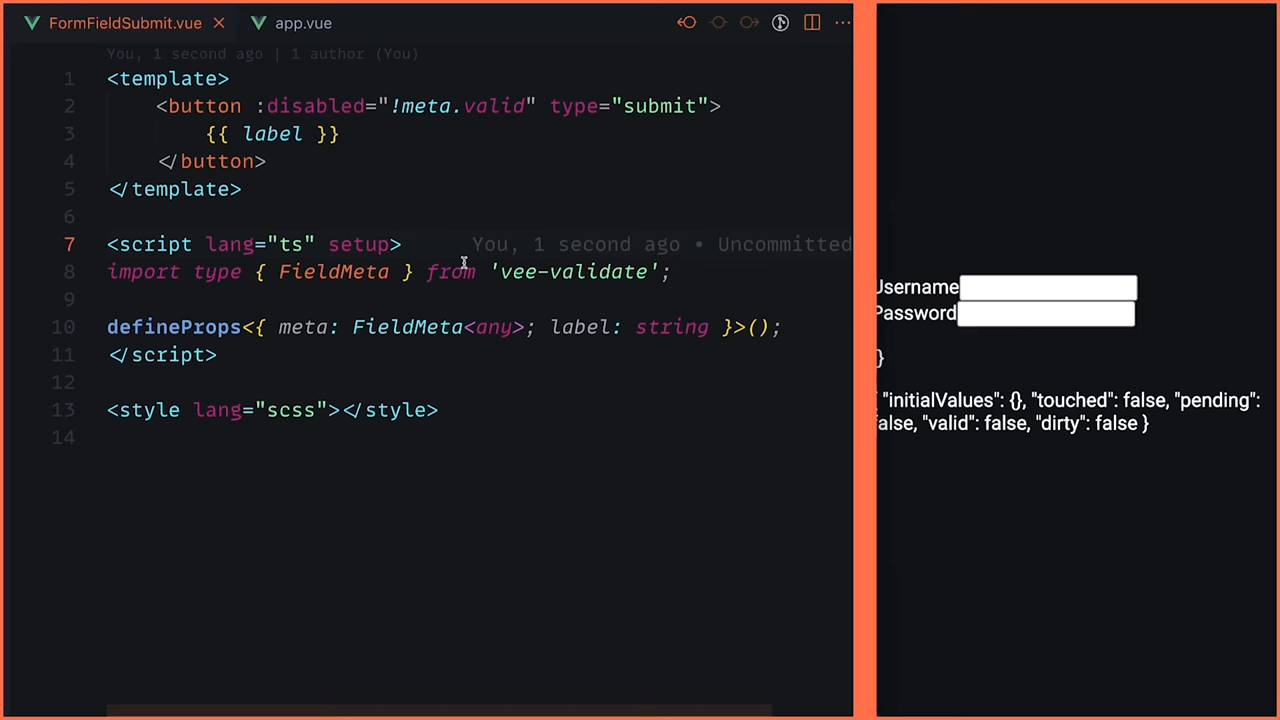 FormFieldSubmit.vue
app.vue
You, 1 second ago | 1 author (You)
1 <template>
2 <button :disabled="!meta.valid" type="submit">
3 {{ label }}
4 </button>
5 </template>
6
7 <script lang="ts" setup> You, 1 second ago • Uncommitted
8 import type { FieldMeta } from 'vee-validate';
9
10 defineProps<{ meta: FieldMeta<any>; label: string }>();
11 </script>
12
13 <style lang="scss"></style>
14
Username
Password
}
{ "initialValues": {}, "touched": false, "pending":
false, "valid": false, "dirty": false }